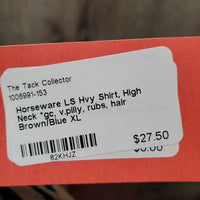 The Tack Collector
1006991-153
Horseware LS Hvy Shirt, High
Neck *gc, v.pilly, rubs, hair
Brown/Blue XL
82KHJZ
$27.50